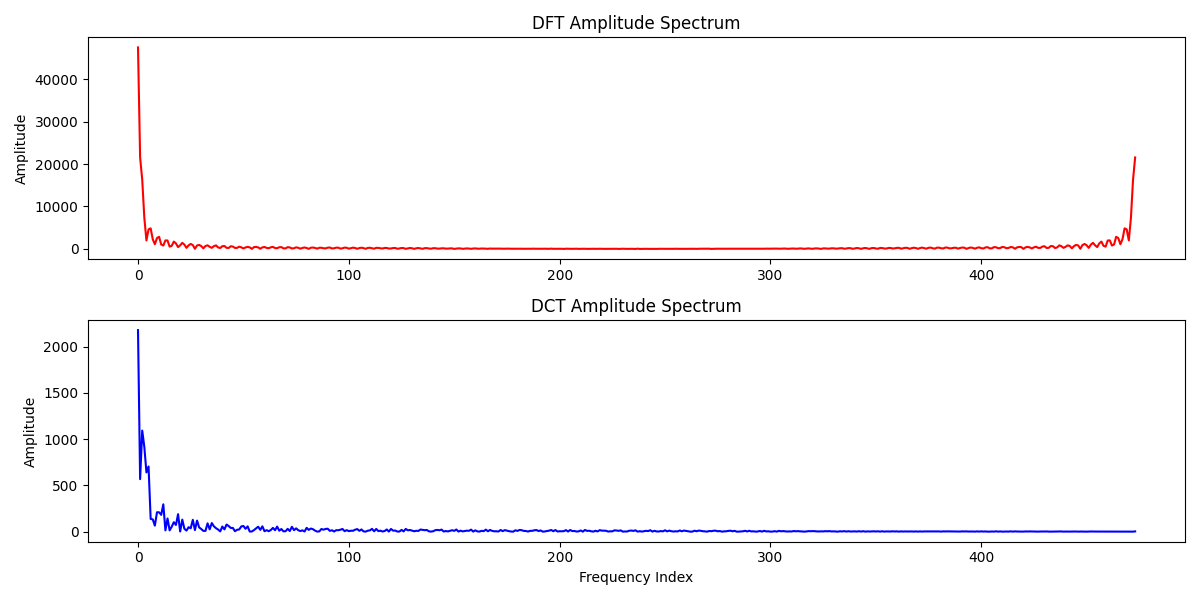 DFT Amplitude Spectrum
Amplitude
40000
30000
20000
10000
0
0 100 200 300 400
DCT Amplitude Spectrum
Amplitude
2000
1500
1000
500
0
0 100 200 300 400
Frequency Index